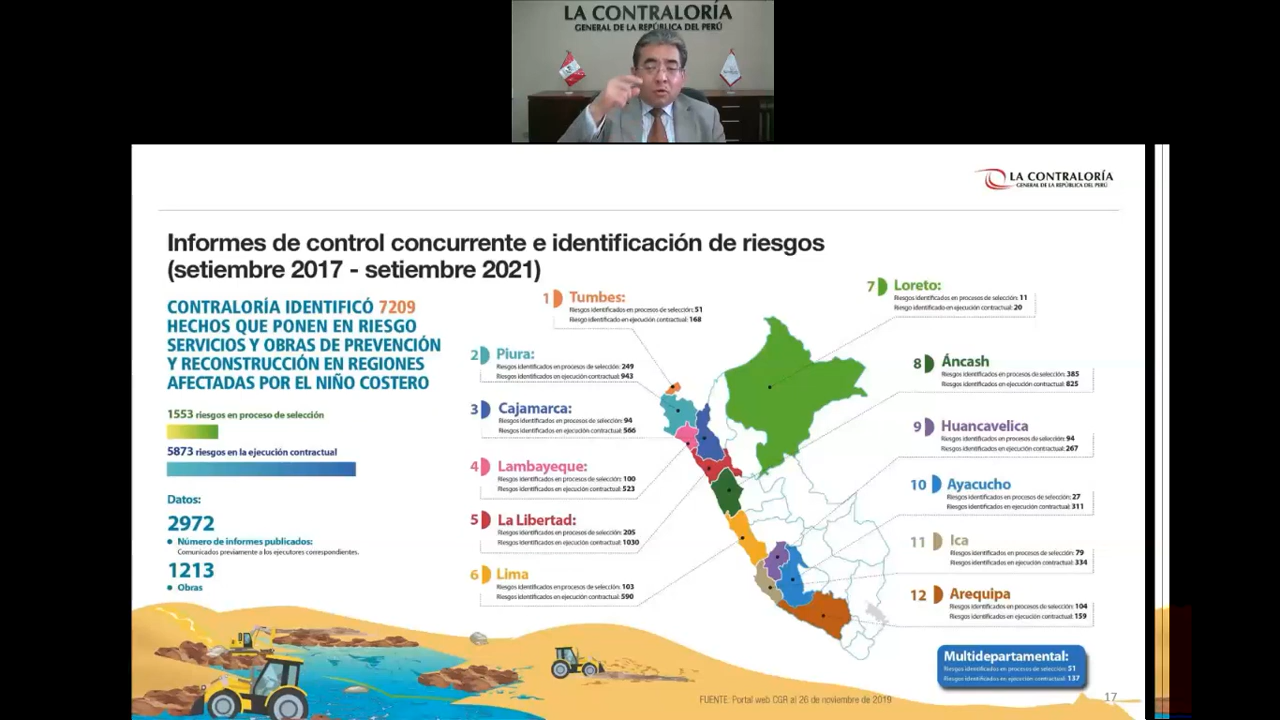 LA CONTRALORÍA
GENERAL DE LA REPÚBLICA DEL PERÚ
LA CONTRALORÍA
GENERAL DE LA REPÚBLICA DEL PERÚ
Informes de control concurrente e identificación de riesgos
(setiembre 2017 - setiembre 2021)
CONTRALORÍA IDENTIFICÓ 7209
HECHOS QUE PONEN EN RIESGO
SERVICIOS Y OBRAS DE PREVENCIÓN
Y RECONSTRUCCIÓN EN REGIONES
AFECTADAS POR EL NIÑO COSTERO
1553 riesgos en proceso de selección
5873 riesgos en la ejecución contractual
Datos:
2972
Número de informes publicados:
Comunicados previamente a los ejecutores correspondientes.
1213
Obras
1 Tumbes:
Riesgos identificados en procesos de selección: 51
Riesgo identificado en ejecución contractual: 168
2 Piura:
Riesgos identificados en procesos de selección: 249
Riesgos identificados en ejecución contractual: 943
3 Cajamarca:
Riesgos identificados en procesos de selección: 94
Riesgos identificados en ejecución contractual: 566
4 Lambayeque:
Riesgos identificados en procesos de selección: 100
Riesgos identificados en ejecución contractual: 523
5 La Libertad:
Riesgos identificados en procesos de selección: 205
Riesgos identificados en ejecución contractual: 1030
6 Lima
Riesgos identificados en procesos de selección: 103
Riesgos identificados en ejecución contractual: 590
7 Loreto:
Riesgos identificados en procesos de selección: 11
Riesgos identificados en ejecución contractual: 20
8 Áncash
Riesgos identificados en procesos de selección: 385
Riesgos identificados en ejecución contractual: 825
9 Huancavelica
Riesgos identificados en procesos de selección: 94
Riesgos identificados en ejecución contractual: 267
10 Ayacucho
Riesgos identificados en procesos de selección: 27
Riesgos identificados en ejecución contractual: 311
11 Ica
Riesgos identificados en procesos de selección: 79
Riesgos identificados en ejecución contractual: 334
12 Arequipa
Riesgos identificados en procesos de selección: 104
Riesgos identificados en ejecución contractual: 159
Multidepartamental:
Riesgos identificados en procesos de selección: 51
Riesgos identificados en ejecución contractual: 137
FUENTE: Portal web CGR al 26 de noviembre de 2019
17